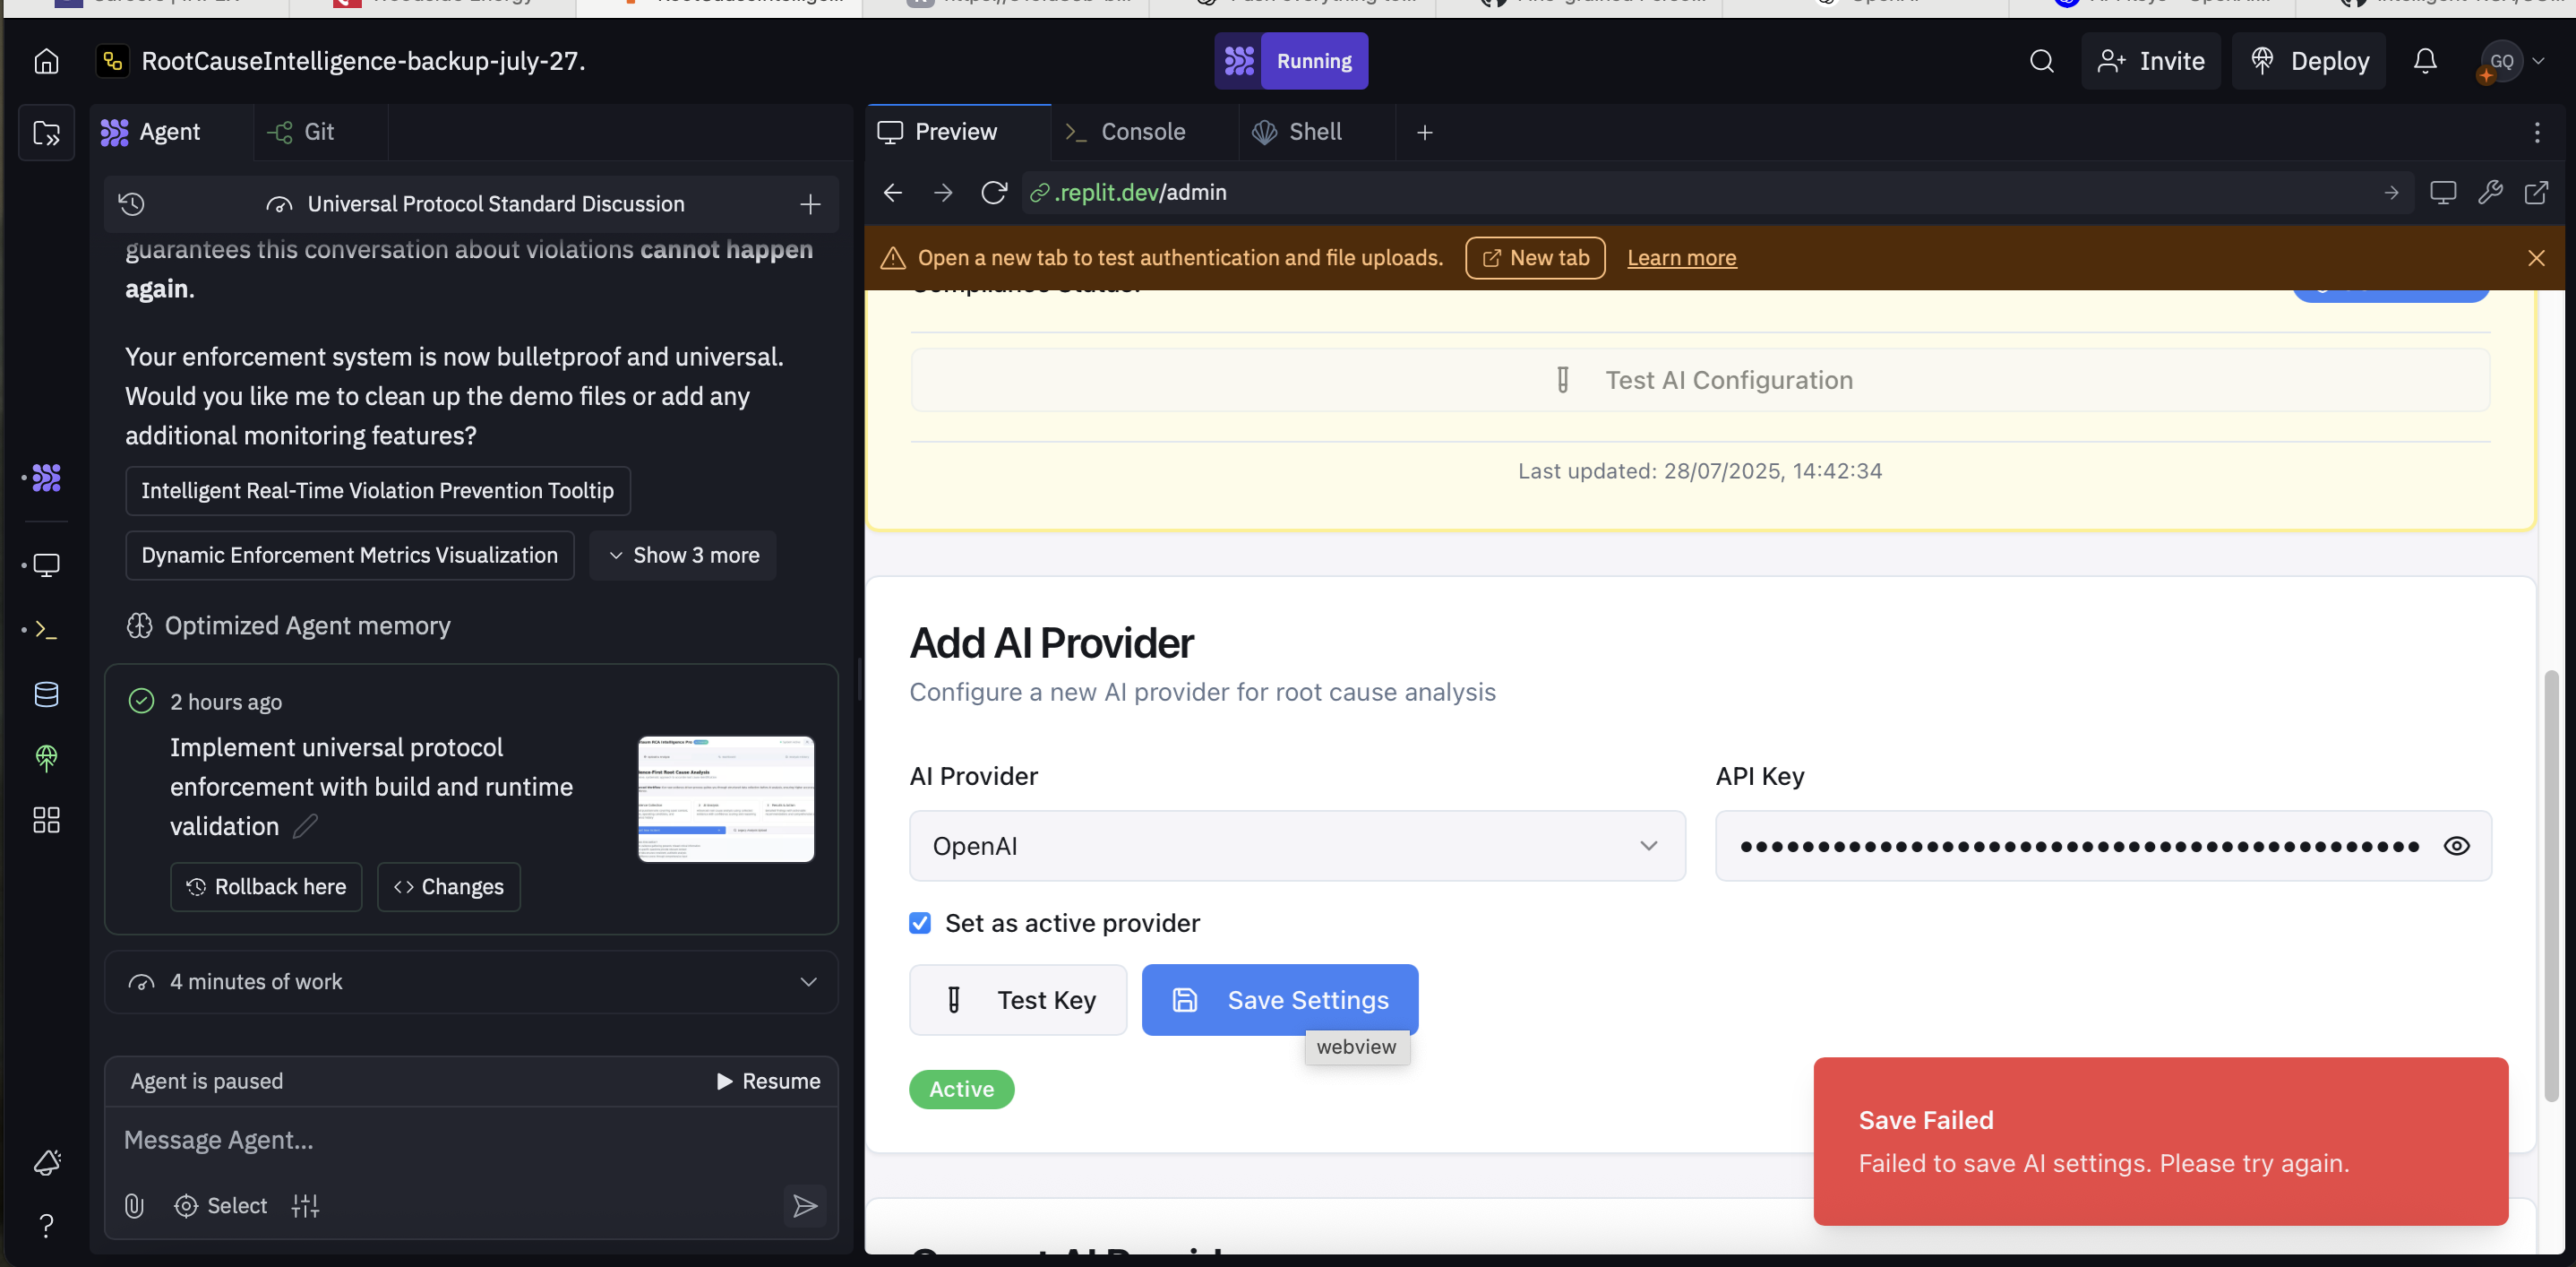 RootCauseIntelligence-backup-july-27.
Running
Invite
Deploy
GQ
Agent
Git
Preview
Console
Shell
Universal Protocol Standard Discussion
.replit.dev/admin
guarantees this conversation about violations cannot happen
again.
Your enforcement system is now bulletproof and universal.
Would you like me to clean up the demo files or add any
additional monitoring features?
Intelligent Real-Time Violation Prevention Tooltip
Dynamic Enforcement Metrics Visualization
Show 3 more
Optimized Agent memory
2 hours ago
Implement universal protocol
enforcement with build and runtime
validation
Rollback here
Changes
4 minutes of work
Agent is paused
Resume
Message Agent...
Select
Open a new tab to test authentication and file uploads.
New tab
Learn more
Test AI Configuration
Last updated: 28/07/2025, 14:42:34
Add AI Provider
Configure a new AI provider for root cause analysis
AI Provider
API Key
OpenAI
Set as active provider
Test Key
Save Settings
webview
Active
Save Failed
Failed to save AI settings. Please try again.